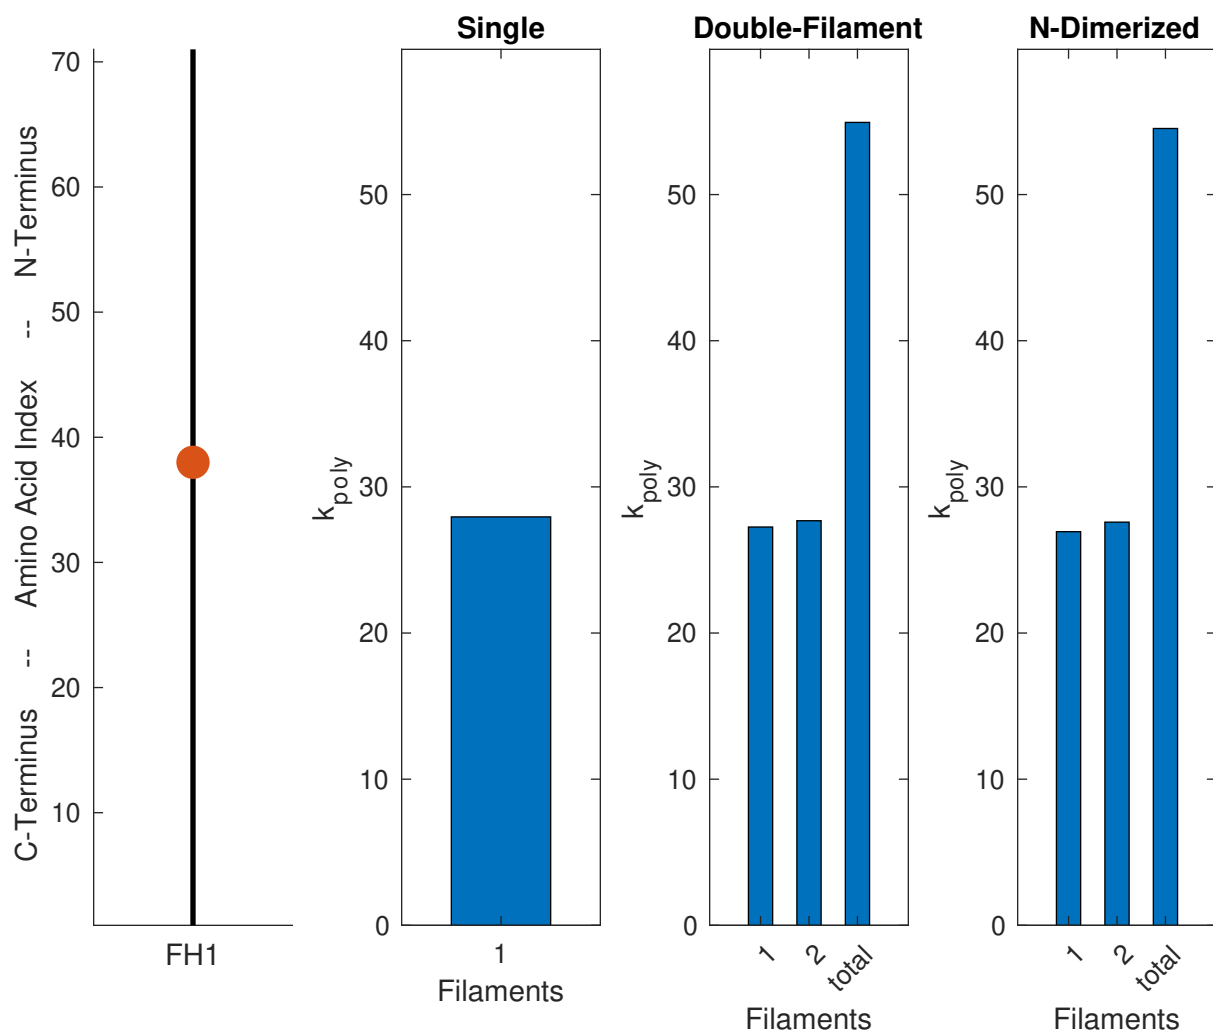 C-Terminus -- Amino Acid Index -- N-Terminus
70
60
50
40
30
20
10
FH1
Single
k_poly
50
40
30
20
10
0
1
Filaments
Double-Filament
k_poly
50
40
30
20
10
0
1
2
total
Filaments
N-Dimerized
k_poly
50
40
30
20
10
0
1
2
total
Filaments